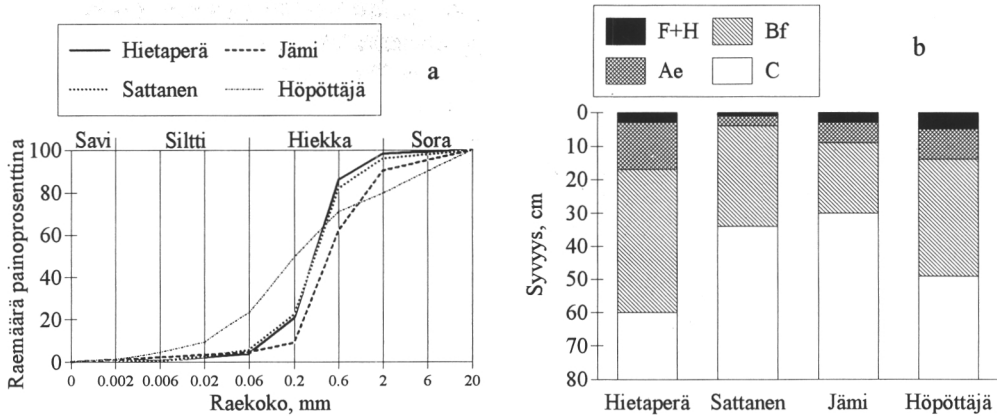 Hietaperä Jämi
Sattanen Höpöttäjä
a
Savi Siltti Hiekka Sora
Raemäärä painoprosenttina
100
80
60
40
20
0
0 0.002 0.006 0.02 0.06 0.2 0.6 2 6 20
Raekoko, mm
F+H Bf
Ae C
b
Syvyys, cm
0
10
20
30
40
50
60
70
80
Hietaperä Sattanen Jämi Höpöttäjä